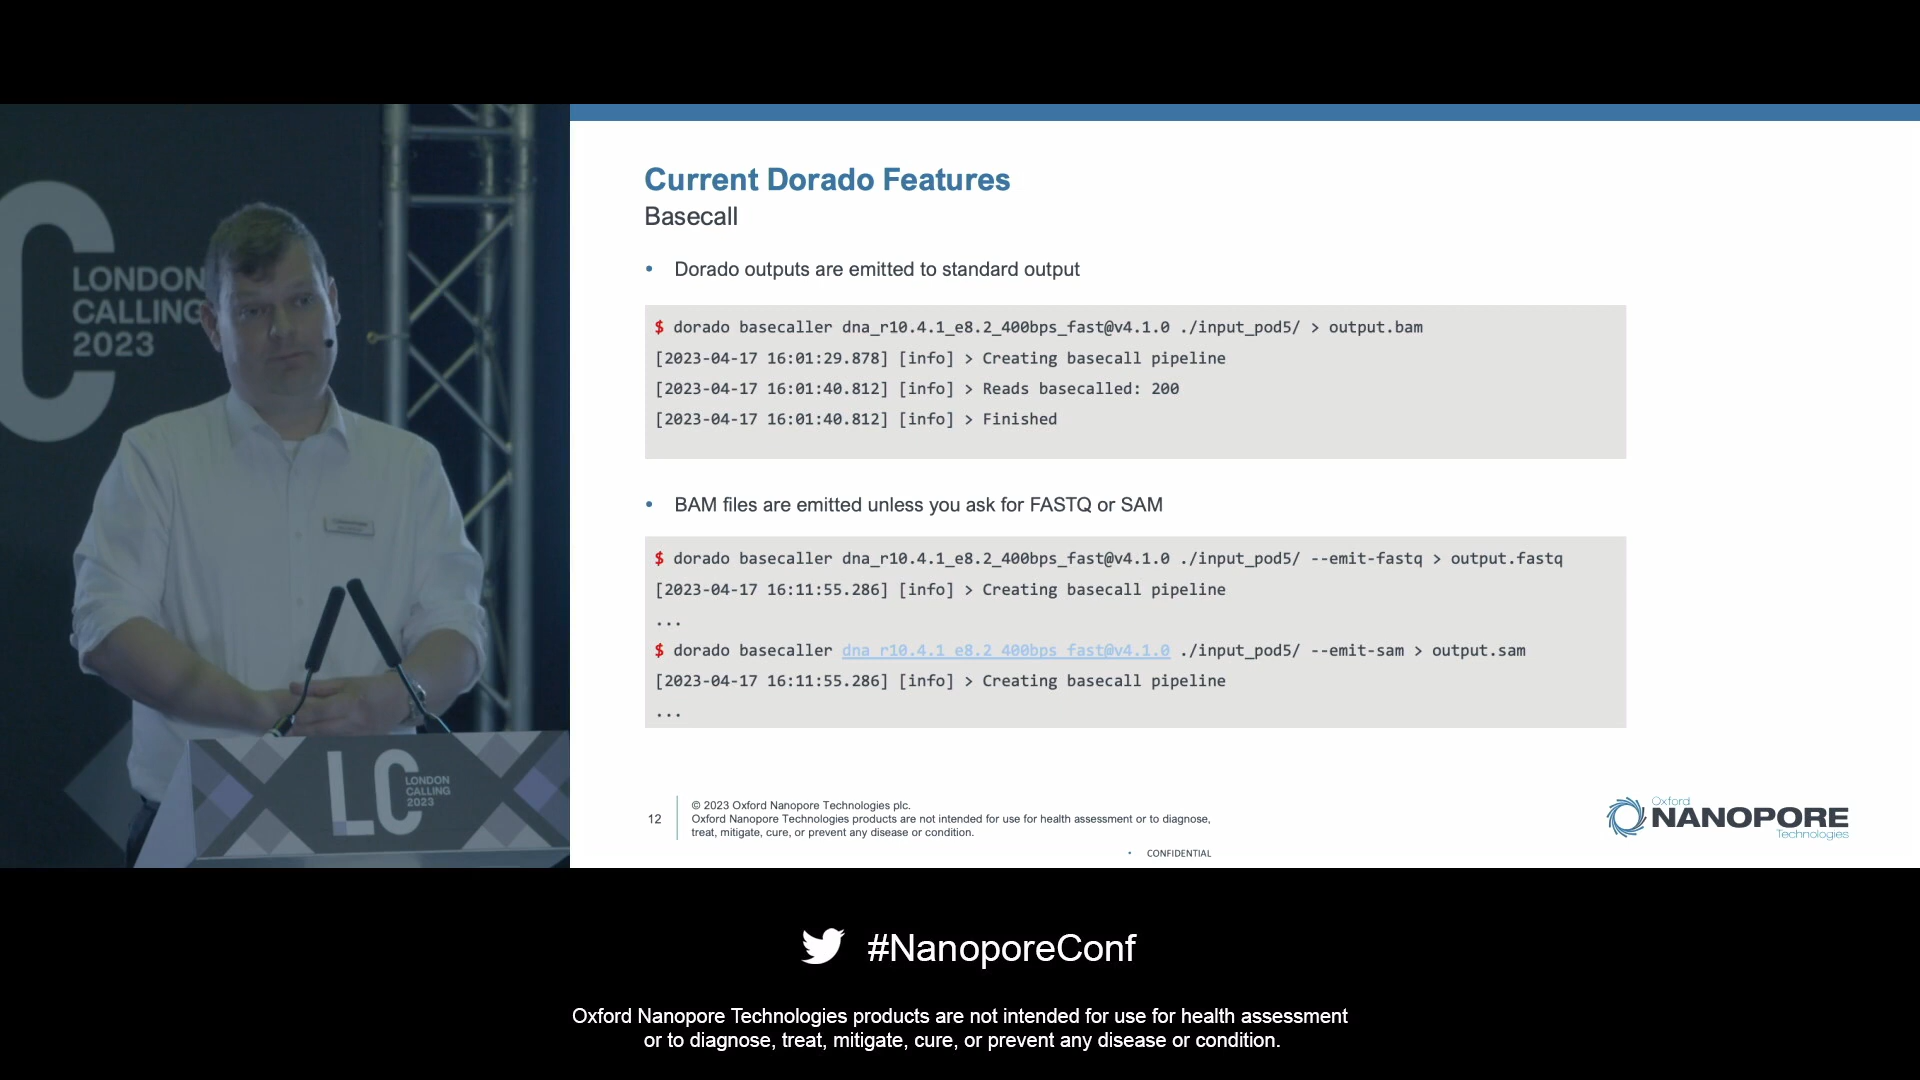 LONDON
CALLING
2023
LC
LONDON
CALLING
2023
Current Dorado Features
Basecall
• Dorado outputs are emitted to standard output
$ dorado basecaller dna_r10.4.1_e8.2_400bps_fast@v4.1.0 ./input_pod5/ > output.bam
[2023-04-17 16:01:29.878] [info] > Creating basecall pipeline
[2023-04-17 16:01:40.812] [info] > Reads basecalled: 200
[2023-04-17 16:01:40.812] [info] > Finished
• BAM files are emitted unless you ask for FASTQ or SAM
$ dorado basecaller dna_r10.4.1_e8.2_400bps_fast@v4.1.0 ./input_pod5/ --emit-fastq > output.fastq
[2023-04-17 16:11:55.286] [info] > Creating basecall pipeline
...
$ dorado basecaller dna_r10.4.1_e8.2_400bps_fast@v4.1.0 ./input_pod5/ --emit-sam > output.sam
[2023-04-17 16:11:55.286] [info] > Creating basecall pipeline
...
12
© 2023 Oxford Nanopore Technologies plc.
Oxford Nanopore Technologies products are not intended for use for health assessment or to diagnose,
treat, mitigate, cure, or prevent any disease or condition.
• CONFIDENTIAL
Oxford
NANOPORE
Technologies
#NanoporeConf
Oxford Nanopore Technologies products are not intended for use for health assessment
or to diagnose, treat, mitigate, cure, or prevent any disease or condition.